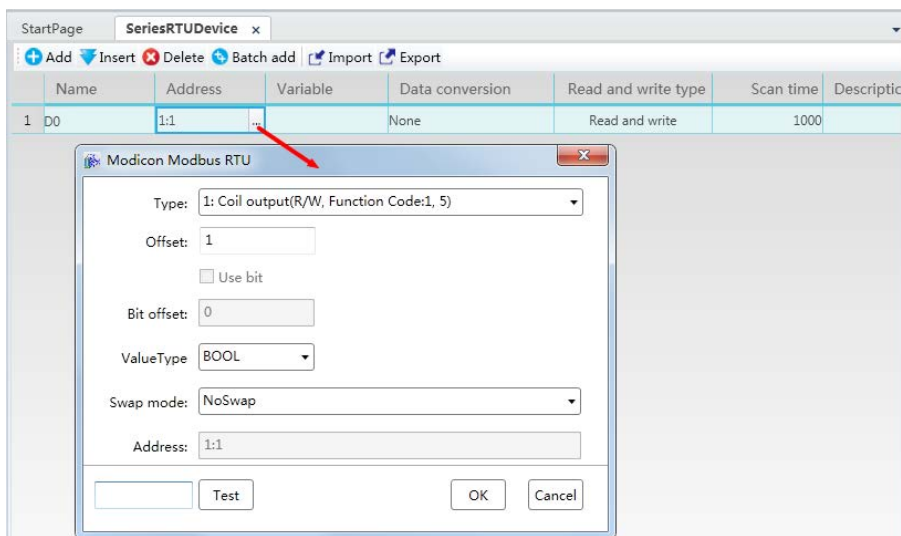 StartPage SeriesRTUDevice x
Add Insert Delete Batch add Import Export
Name Address Variable Data conversion Read and write type Scan time Descriptic
1 D0 1:1 ... None Read and write 1000
Modicon Modbus RTU
Type: 1: Coil output(R/W, Function Code:1, 5)
Offset: 1
Use bit
Bit offset: 0
ValueType BOOL
Swap mode: NoSwap
Address: 1:1
Test OK Cancel